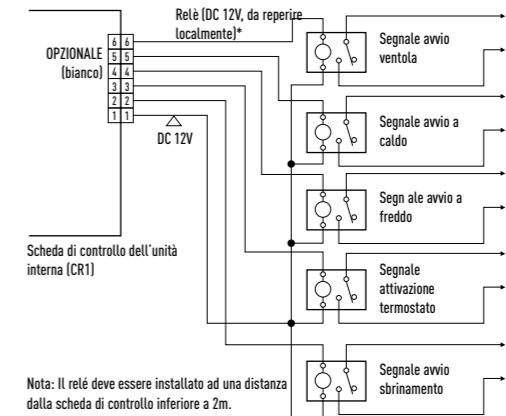 Relè (DC 12V, da reperire
localmente)*
OPZIONALE
(bianco)
6 6
5 5
4 4
3 3
2 2
1 1
DC 12V
Segnale avvio
ventola
Segnale avvio a
caldo
Segn ale avvio a
freddo
Segnale
attivazione
termostato
Segnale avvio
sbrinamento
Scheda di controllo dell'unità
interna (CR1)
Nota: Il relé deve essere installato ad una distanza
dalla scheda di controllo inferiore a 2m.